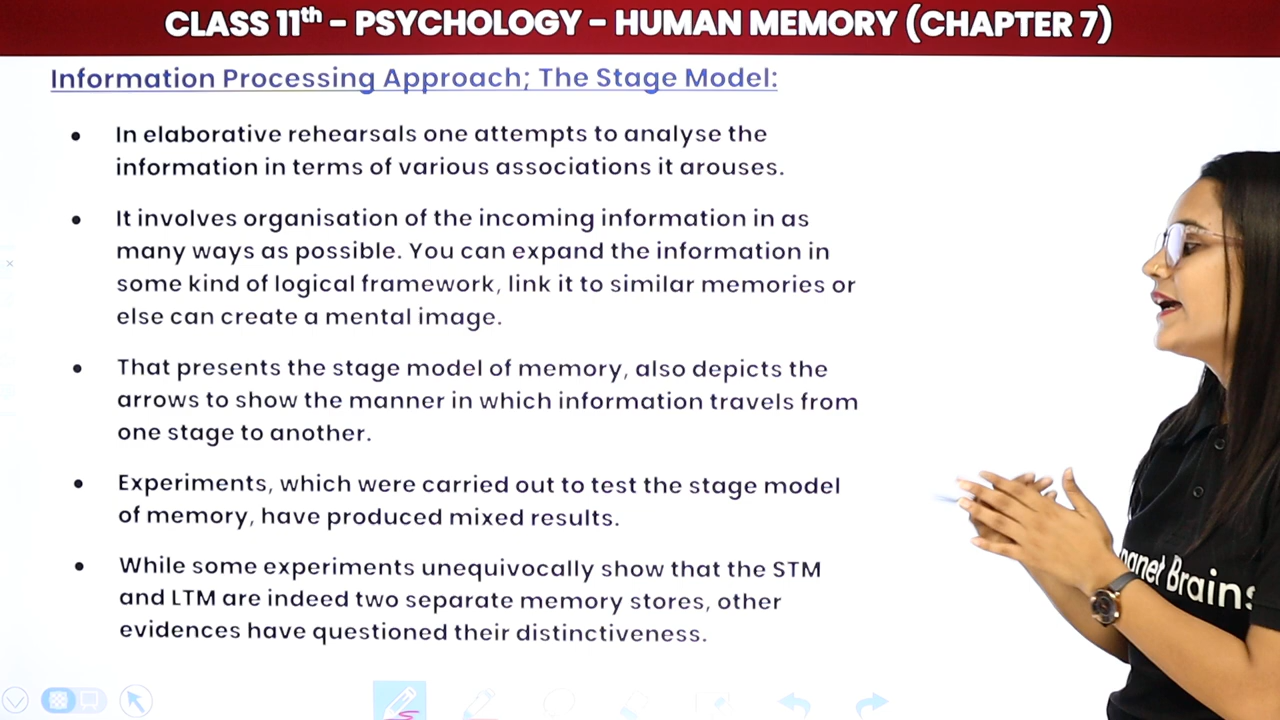 CLASS 11th - PSYCHOLOGY - HUMAN MEMORY (CHAPTER 7)
Information Processing Approach; The Stage Model:
• In elaborative rehearsals one attempts to analyse the
information in terms of various associations it arouses.
• It involves organisation of the incoming information in as
many ways as possible. You can expand the information in
some kind of logical framework, link it to similar memories or
else can create a mental image.
• That presents the stage model of memory, also depicts the
arrows to show the manner in which information travels from
one stage to another.
• Experiments, which were carried out to test the stage model
of memory, have produced mixed results.
• While some experiments unequivocally show that the STM
and LTM are indeed two separate memory stores, other
evidences have questioned their distinctiveness.
Brains